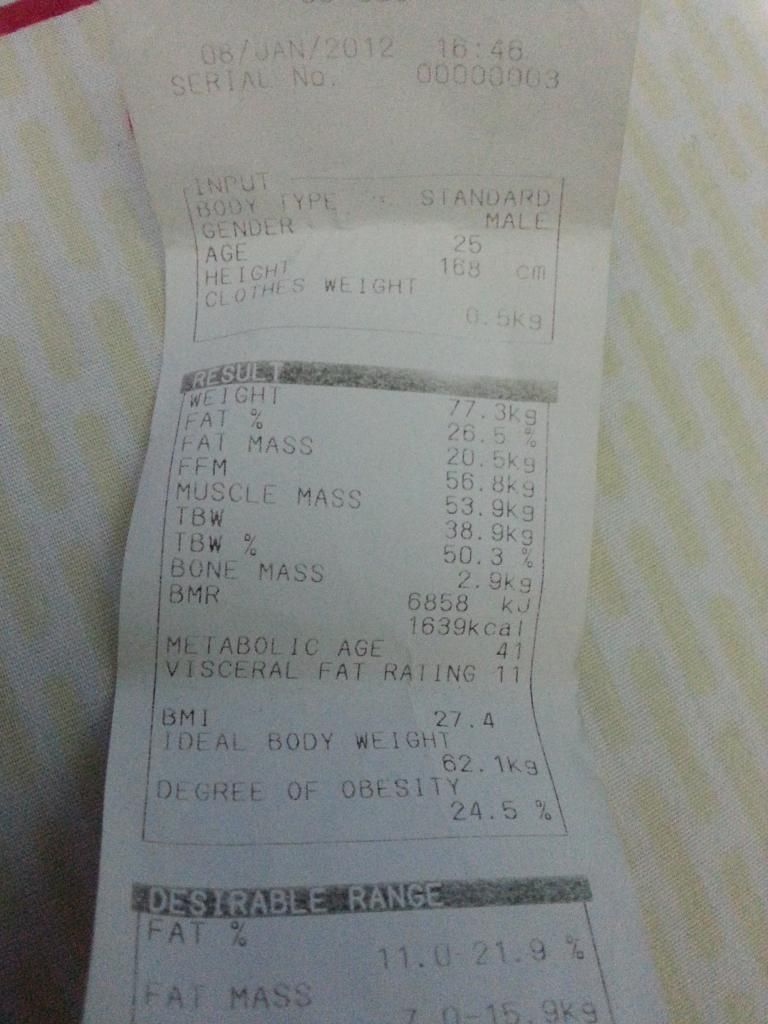 08/JAN/2012 16:46
SERIAL No. 00000003
INPUT
BODY TYPE STANDARD
GENDER MALE
AGE 25
HEIGHT 168 cm
CLOTHES WEIGHT
0.5kg
RESULT
WEIGHT 77.3kg
FAT % 26.5 %
FAT MASS 20.5kg
FFM 56.8kg
MUSCLE MASS 53.9kg
TBW 38.9kg
TBW % 50.3 %
BONE MASS 2.9kg
BMR 6858 kJ
1639kcal
METABOLIC AGE 41
VISCERAL FAT RATING 11
BMI 27.4
IDEAL BODY WEIGHT
62.1kg
DEGREE OF OBESITY
24.5 %
DESIRABLE RANGE
FAT %
11.0-21.9 %
FAT MASS
7.0-15.9kg